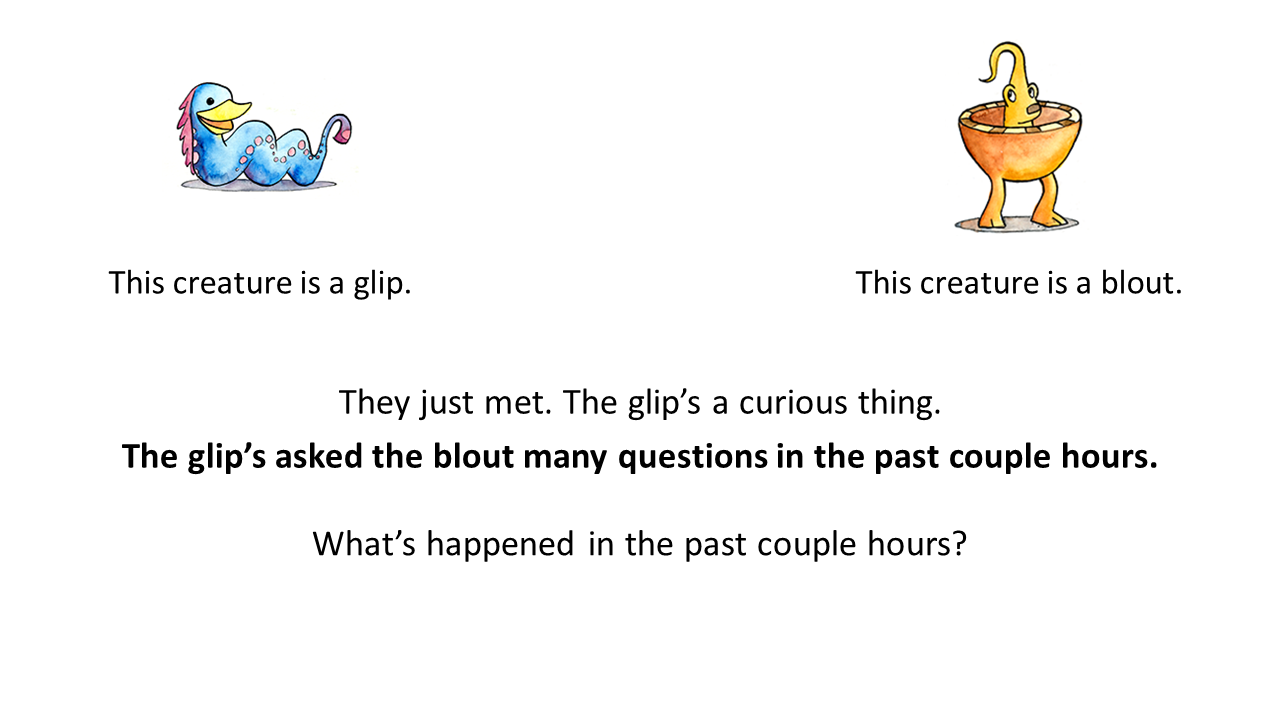 This creature is a glip.
This creature is a blout.
They just met. The glip’s a curious thing.
The glip’s asked the blout many questions in the past couple hours.
What’s happened in the past couple hours?